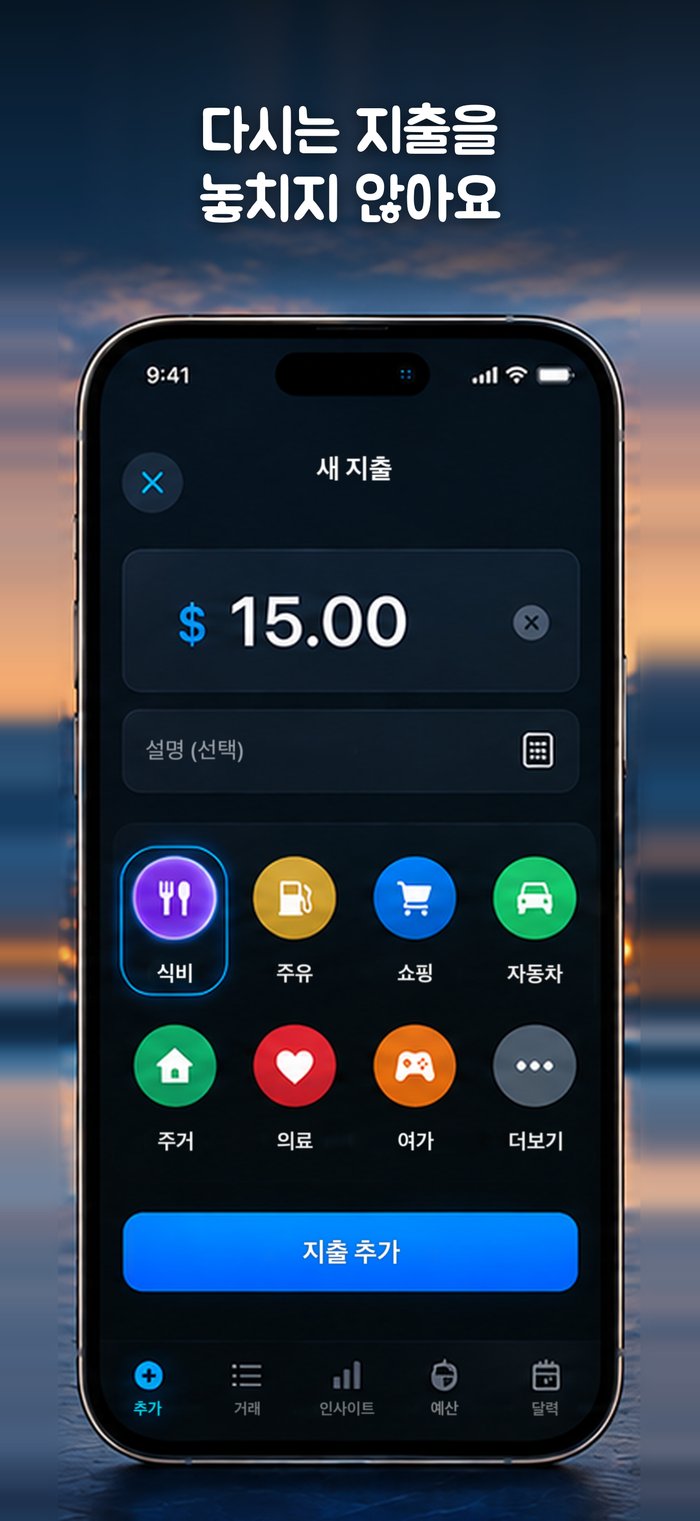 다시는 지출을
놓치지 않아요
9:41
새 지출
$ 15.00
설명 (선택)
식비
주유
쇼핑
자동차
주거
의료
여가
더보기
지출 추가
추가
거래
인사이트
예산
달력